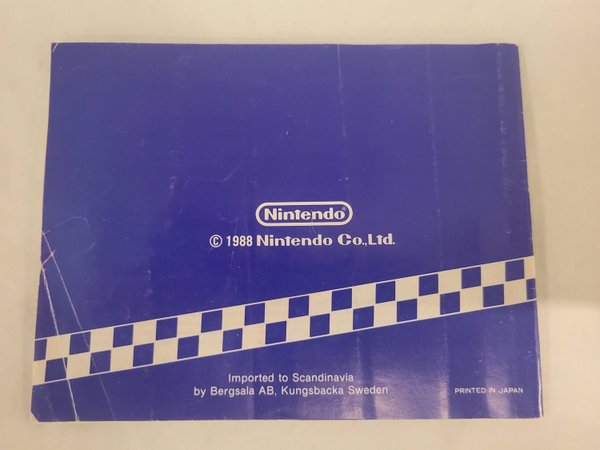 Nintendo
© 1988 Nintendo Co.,Ltd.
Imported to Scandinavia
by Bergsala AB, Kungsbacka Sweden
PRINTED IN JAPAN